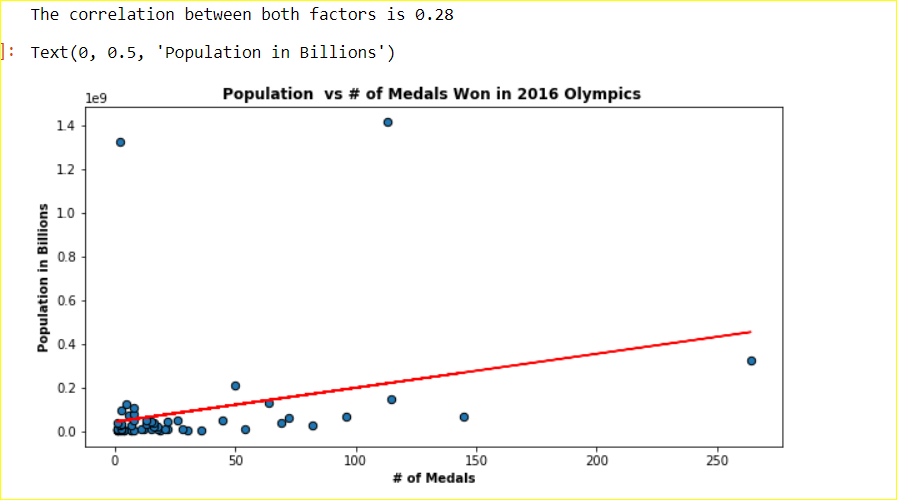 The correlation between both factors is 0.28
]: Text(0, 0.5, 'Population in Billions')
Population  vs # of Medals Won in 2016 Olympics
1e9
1.4
1.2
1.0
0.8
0.6
0.4
0.2
0.0
Population in Billions
0 50 100 150 200 250
# of Medals